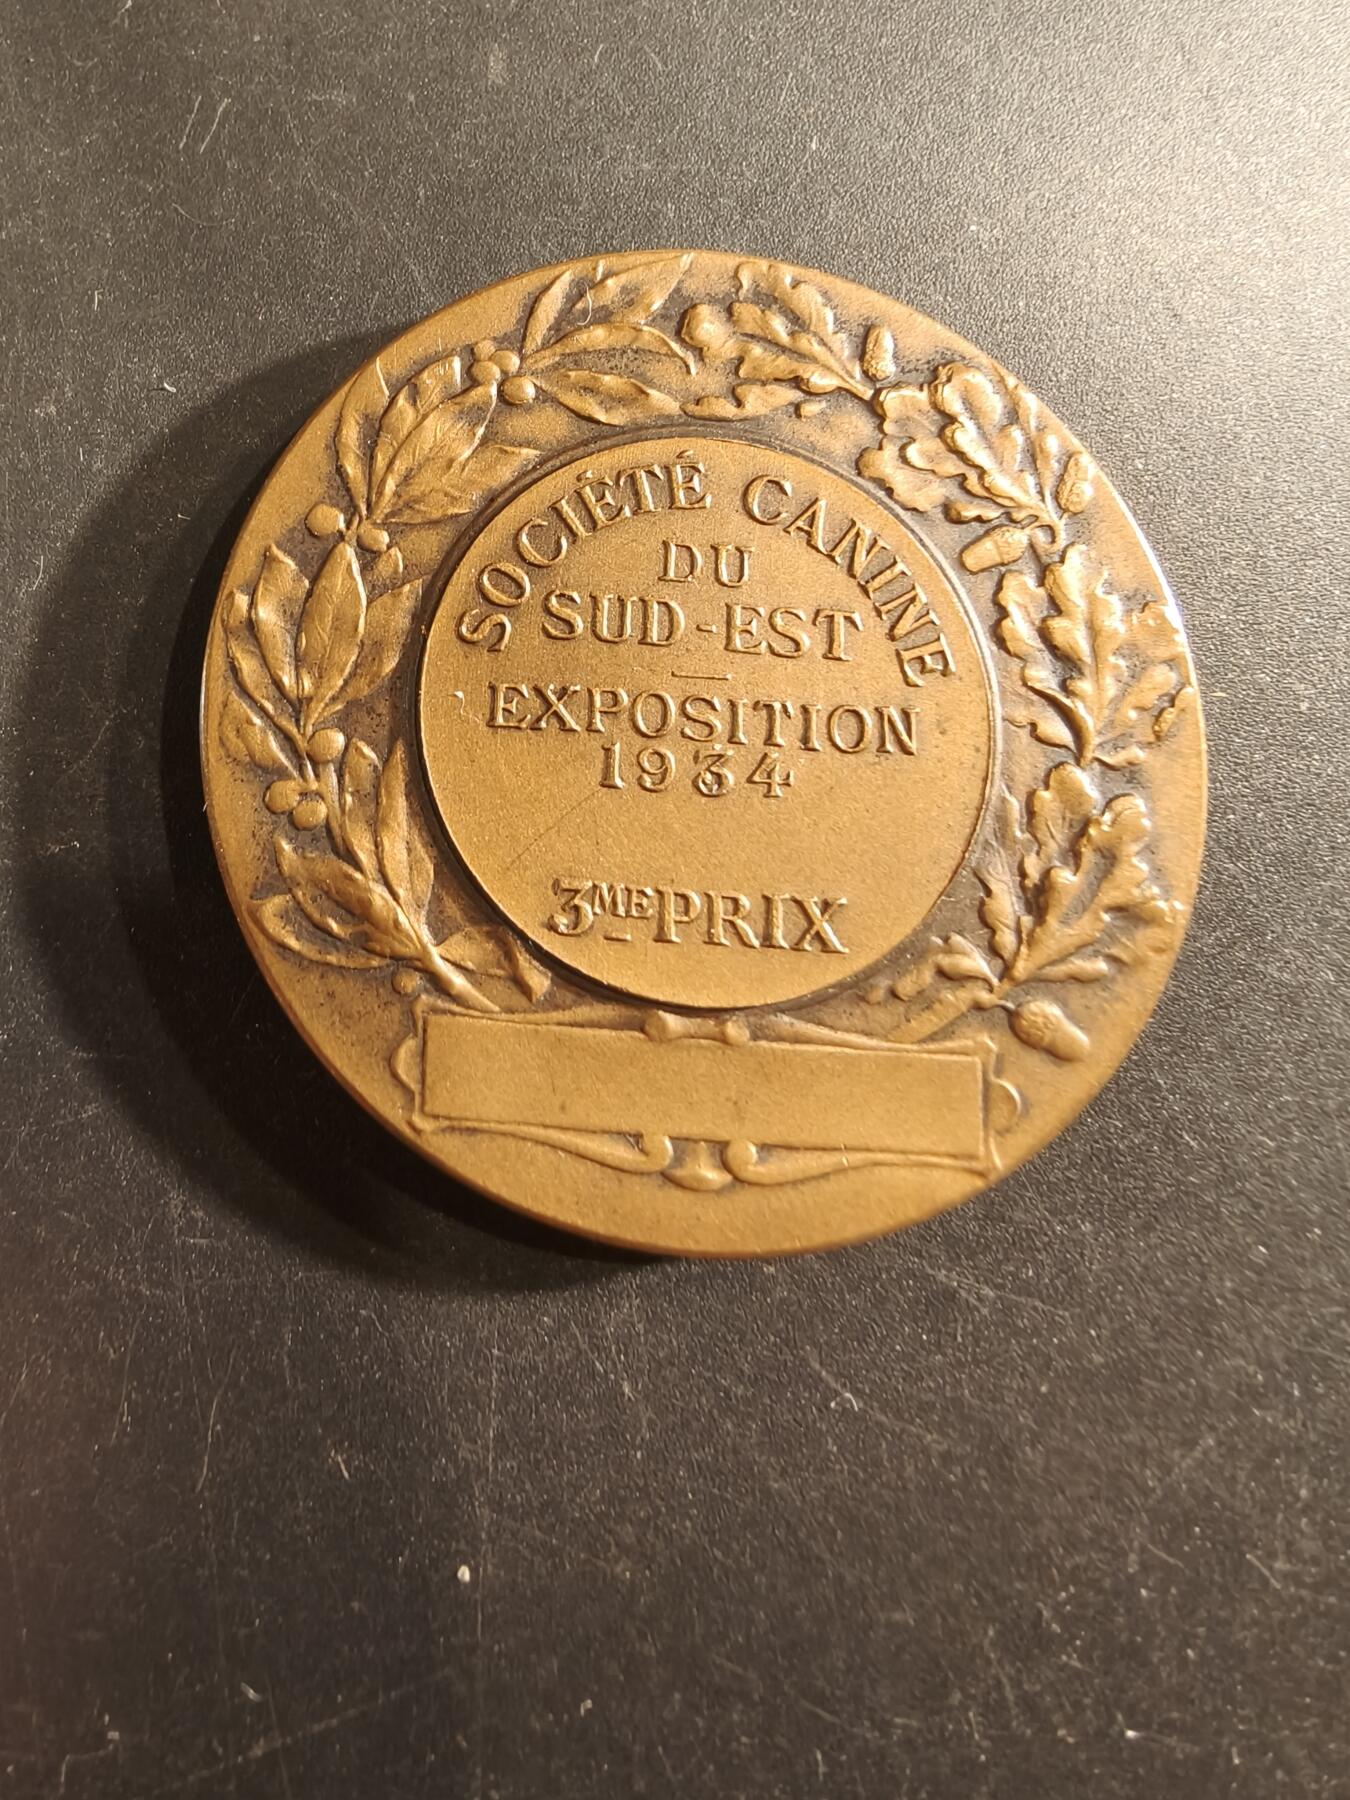 SOCIÉTÉ CANINE
DU
SUD-EST
EXPOSITION
1934
3ME PRIX